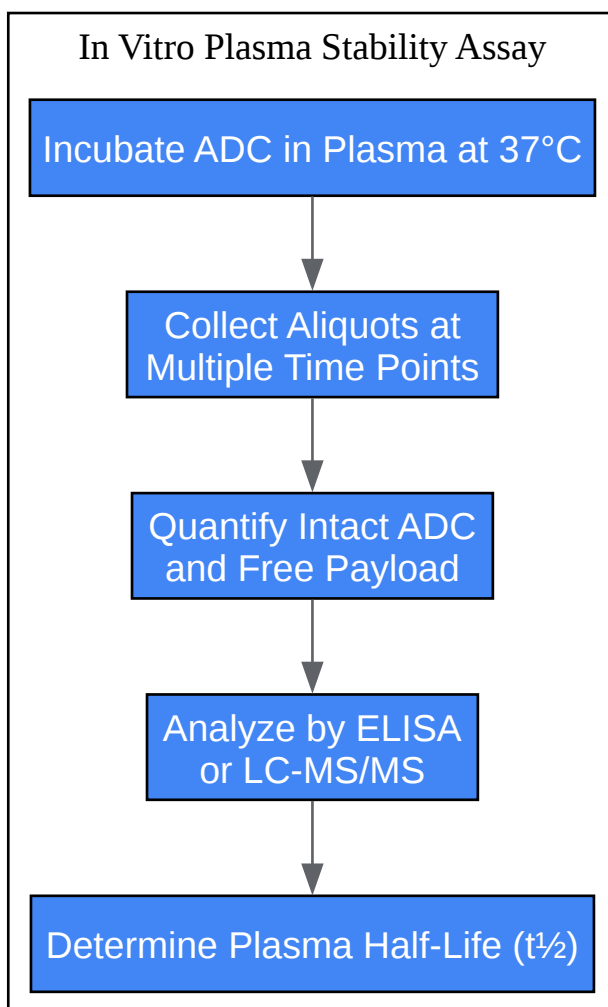 In Vitro Plasma Stability Assay
Incubate ADC in Plasma at 37°C
Collect Aliquots at
Multiple Time Points
Quantify Intact ADC
and Free Payload
Analyze by ELISA
or LC-MS/MS
Determine Plasma Half-Life (t½)